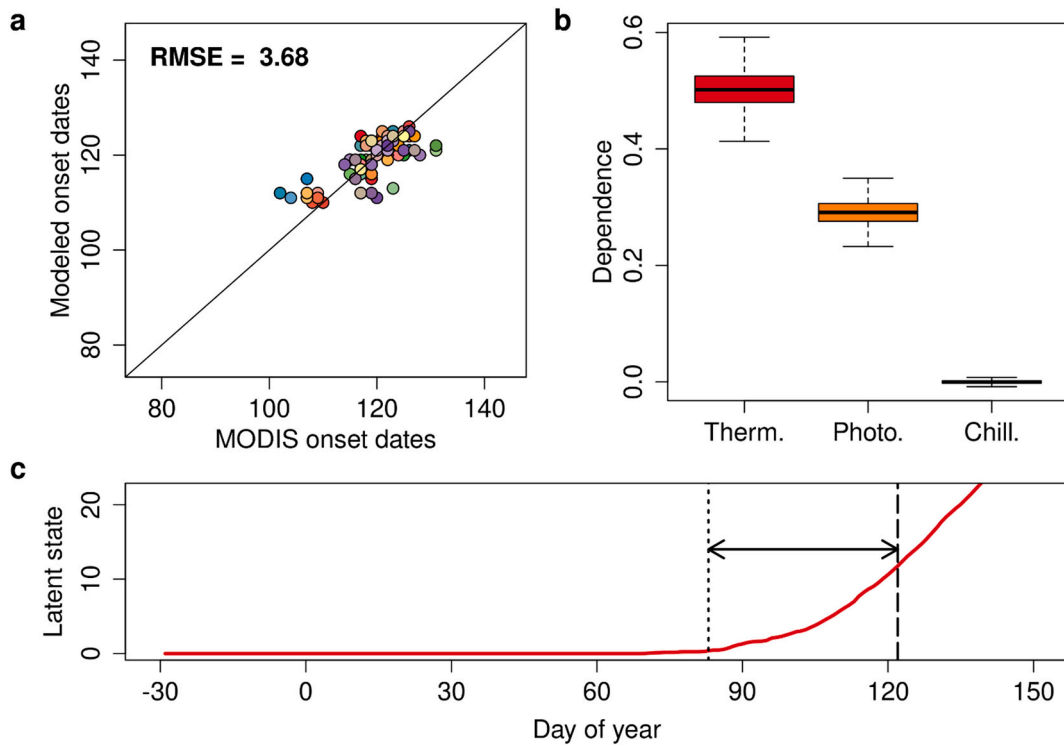 a
RMSE = 3.68
Modeled onset dates
140
120
100
80
80 100 120 140
MODIS onset dates
b
Dependence
0.6
0.4
0.2
0.0
Therm. Photo. Chill.
c
Latent state
20
10
0
-30 0 30 60 90 120 150
Day of year